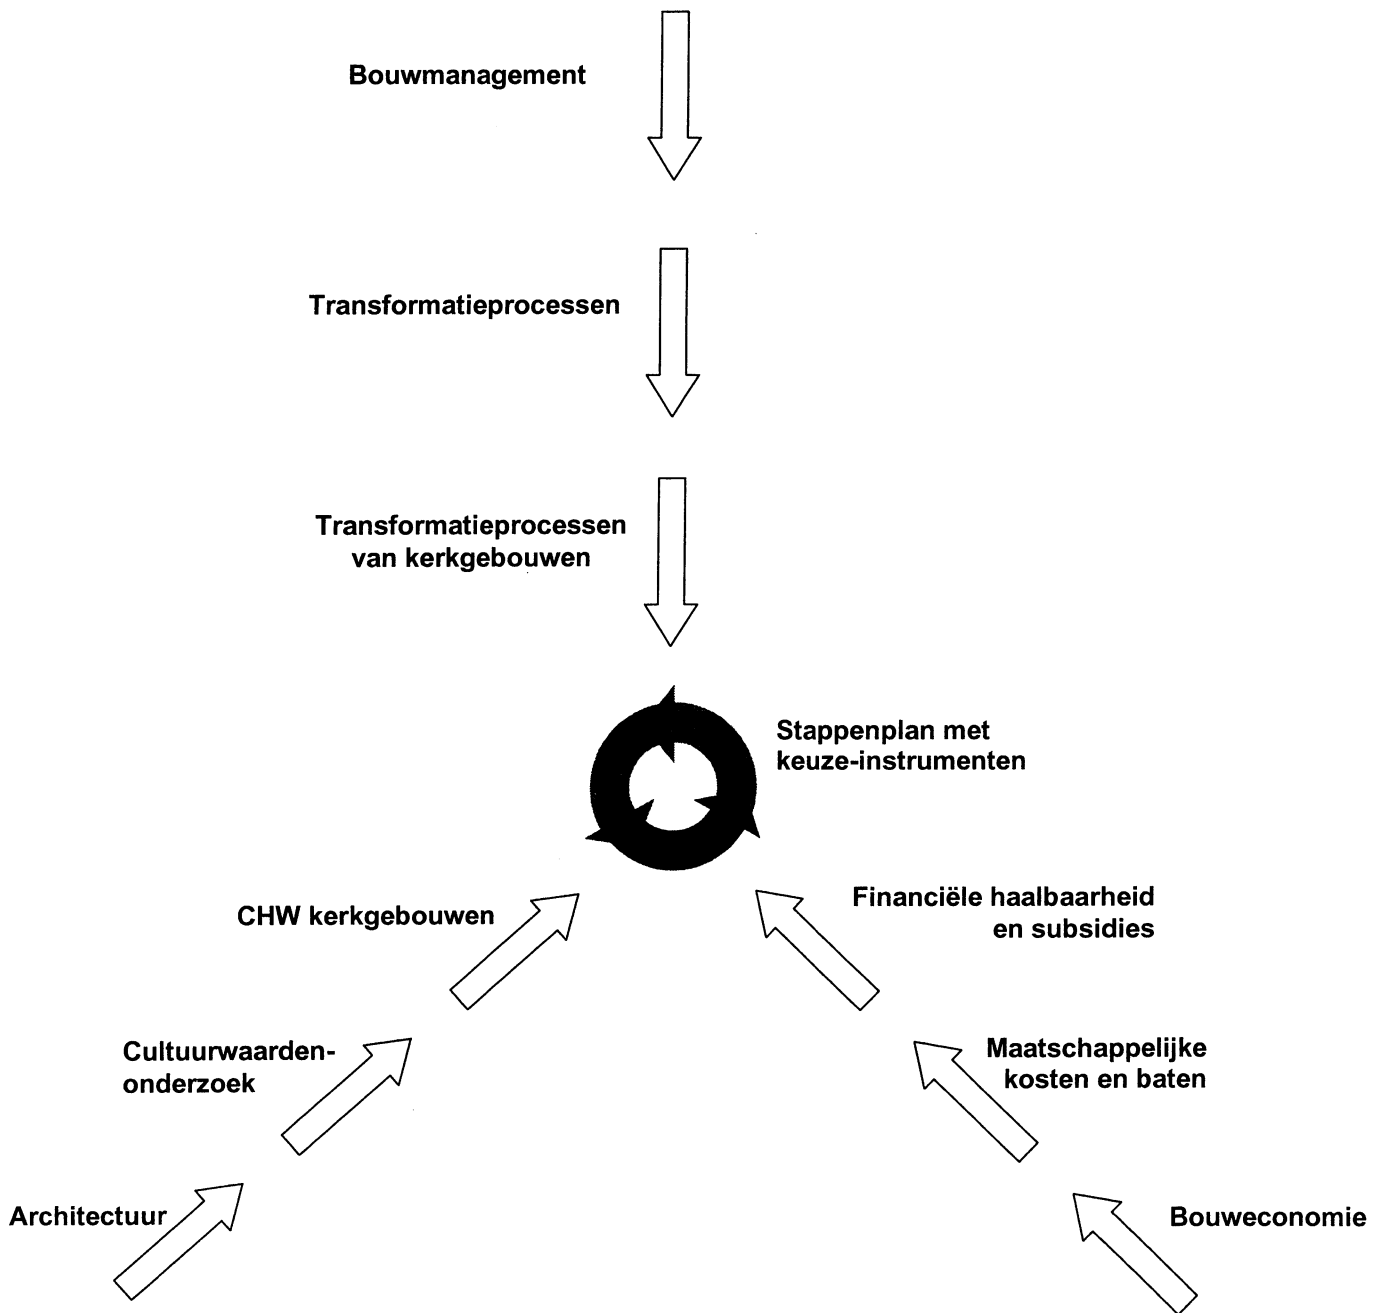 Bouwmanagement
Transformatieprocessen
Transformatieprocessen
van kerkgebouwen
Stappenplan met
keuze-instrumenten
CHW kerkgebouwen
Financiële haalbaarheid
en subsidies
Cultuurwaarden-
onderzoek
Maatschappelijke
kosten en baten
Architectuur
Bouweconomie